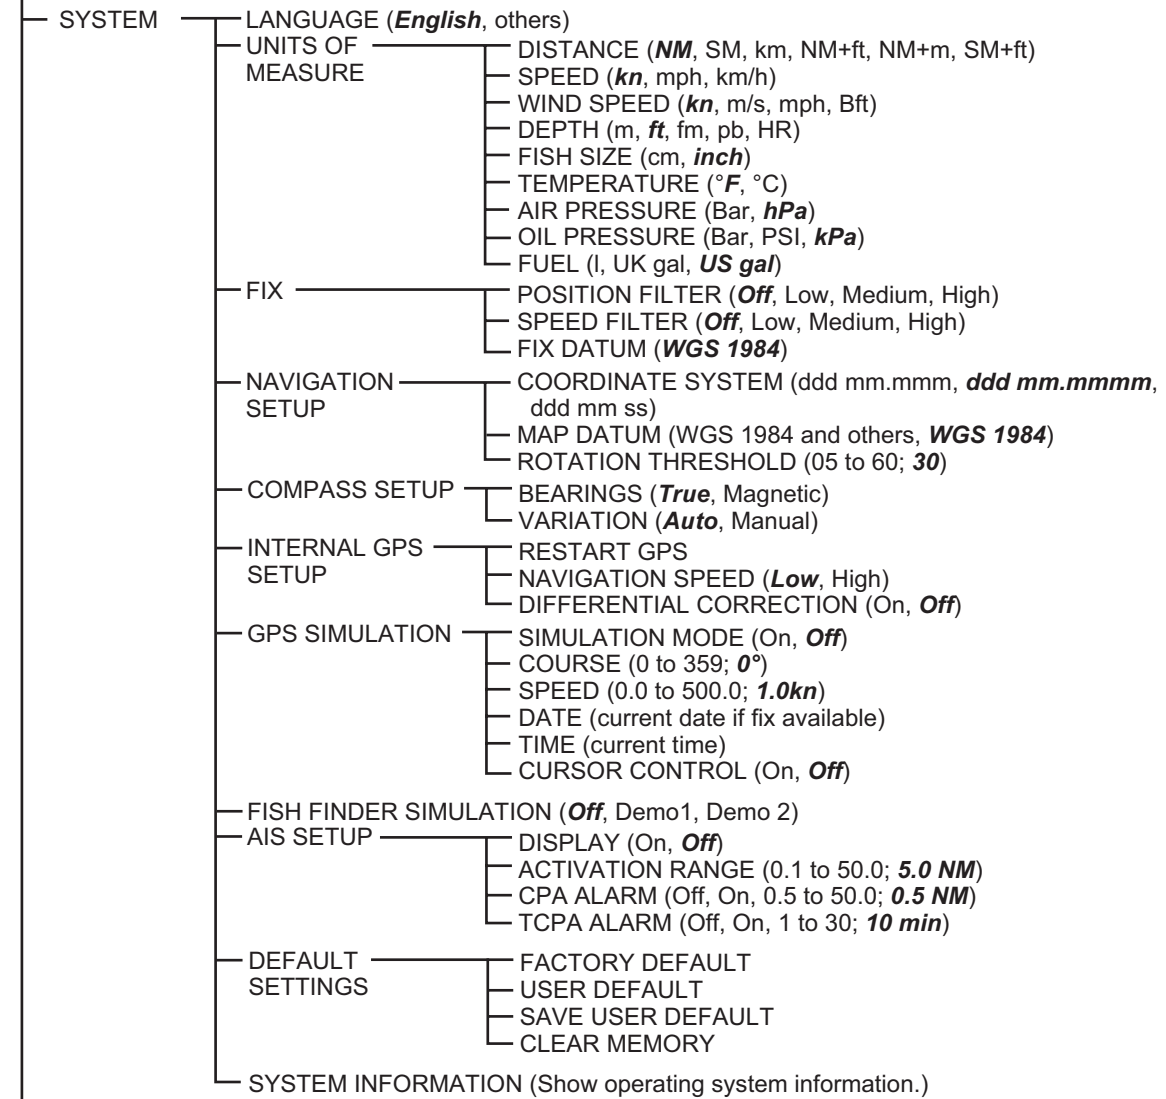 SYSTEM
LANGUAGE (English, others)
UNITS OF
MEASURE
DISTANCE (NM, SM, km, NM+ft, NM+m, SM+ft)
SPEED (kn, mph, km/h)
WIND SPEED (kn, m/s, mph, Bft)
DEPTH (m, ft, fm, pb, HR)
FISH SIZE (cm, inch)
TEMPERATURE (°F, °C)
AIR PRESSURE (Bar, hPa)
OIL PRESSURE (Bar, PSI, kPa)
FUEL (l, UK gal, US gal)
FIX
POSITION FILTER (Off, Low, Medium, High)
SPEED FILTER (Off, Low, Medium, High)
FIX DATUM (WGS 1984)
NAVIGATION
SETUP
COORDINATE SYSTEM (ddd mm.mmm, ddd mm.mmmm,
ddd mm ss)
MAP DATUM (WGS 1984 and others, WGS 1984)
ROTATION THRESHOLD (05 to 60; 30)
COMPASS SETUP
BEARINGS (True, Magnetic)
VARIATION (Auto, Manual)
INTERNAL GPS
SETUP
RESTART GPS
NAVIGATION SPEED (Low, High)
DIFFERENTIAL CORRECTION (On, Off)
GPS SIMULATION
SIMULATION MODE (On, Off)
COURSE (0 to 359; 0°)
SPEED (0.0 to 500.0; 1.0kn)
DATE (current date if fix available)
TIME (current time)
CURSOR CONTROL (On, Off)
FISH FINDER SIMULATION (Off, Demo1, Demo 2)
AIS SETUP
DISPLAY (On, Off)
ACTIVATION RANGE (0.1 to 50.0; 5.0 NM)
CPA ALARM (Off, On, 0.5 to 50.0; 0.5 NM)
TCPA ALARM (Off, On, 1 to 30; 10 min)
DEFAULT
SETTINGS
FACTORY DEFAULT
USER DEFAULT
SAVE USER DEFAULT
CLEAR MEMORY
SYSTEM INFORMATION (Show operating system information.)